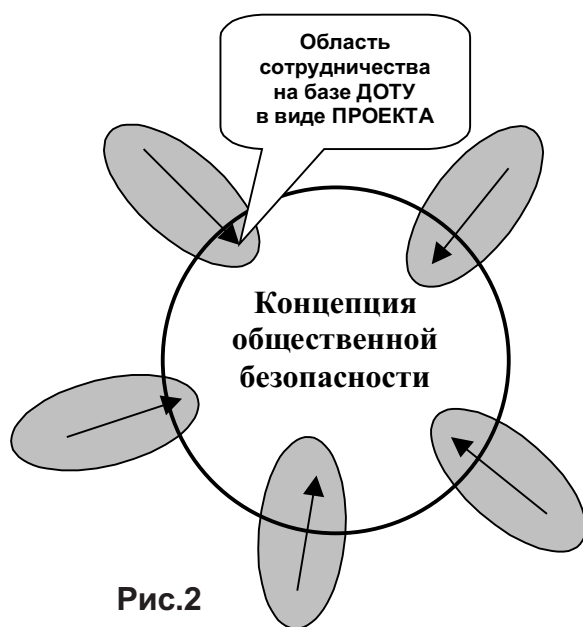 Область
сотрудничества
на базе ДОТУ
в виде ПРОЕКТА
Концепция
общественной
безопасности
Рис.2